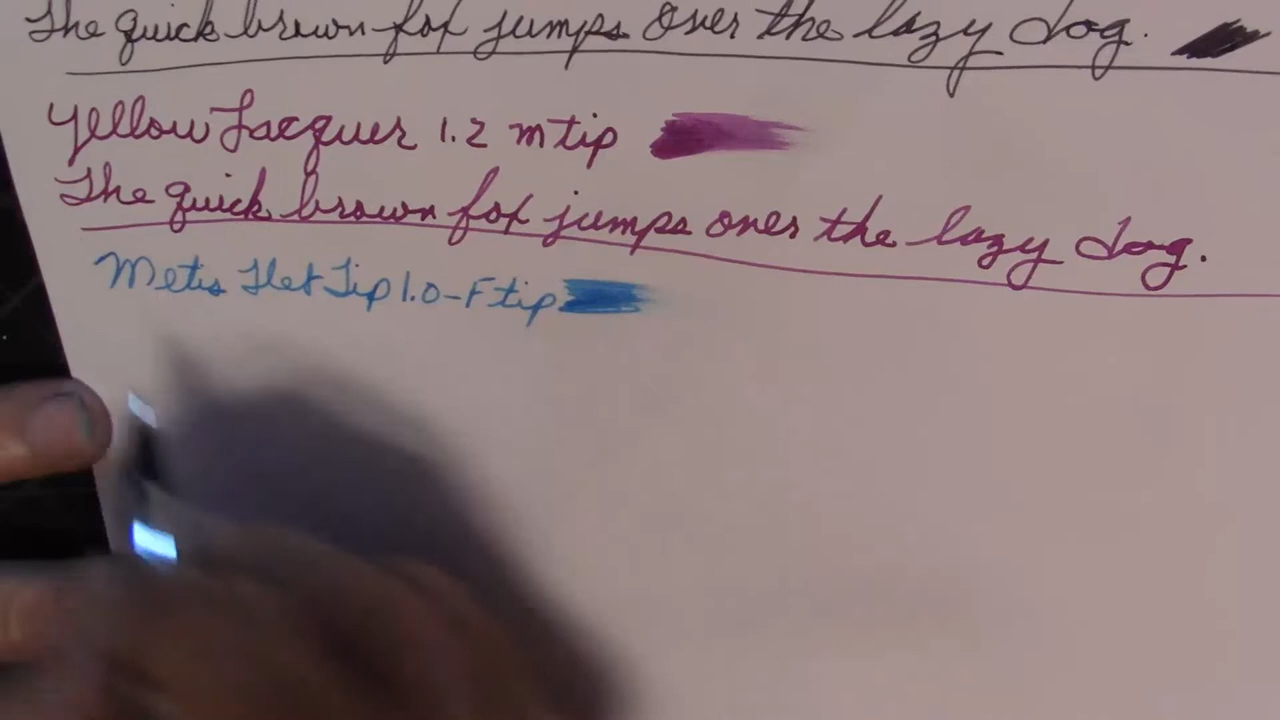 The quick brown fox jumps over the lazy dog.
Yellow Lacquer 1.2 m tip
The quick brown fox jumps over the lazy dog.
Metis Flat Tip 1.0-F tip